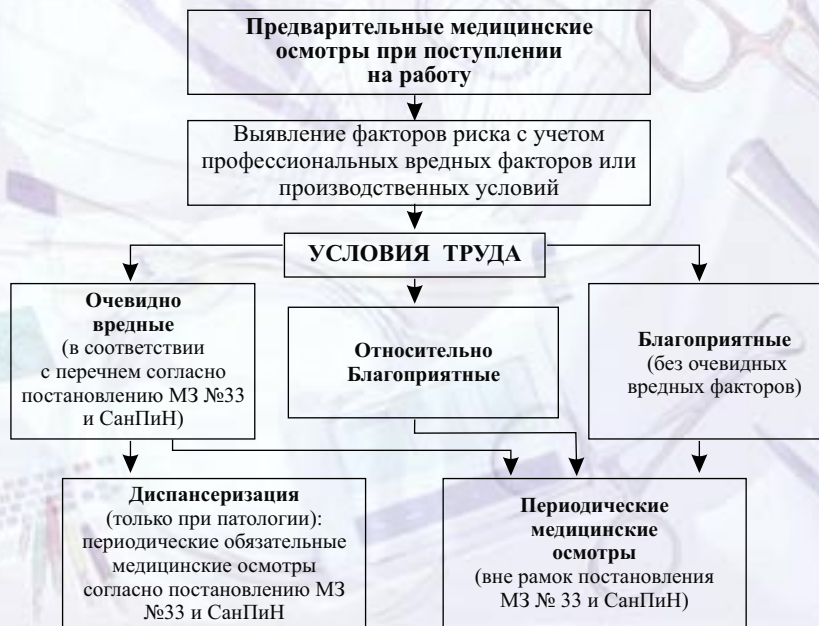 Предварительные медицинские
осмотры при поступлении
на работу
Выявление факторов риска с учетом
профессиональных вредных факторов или
производственных условий
УСЛОВИЯ ТРУДА
Очевидно
вредные
(в соответствии
с перечнем согласно
постановлению МЗ №33
и СанПиН)
Относительно
Благоприятные
Благоприятные
(без очевидных
вредных факторов)
Диспансеризация
(только при патологии):
периодические обязательные
медицинские осмотры
согласно постановлению МЗ
№33 и СанПиН
Периодические
медицинские
осмотры
(вне рамок постановления
МЗ № 33 и СанПиН)